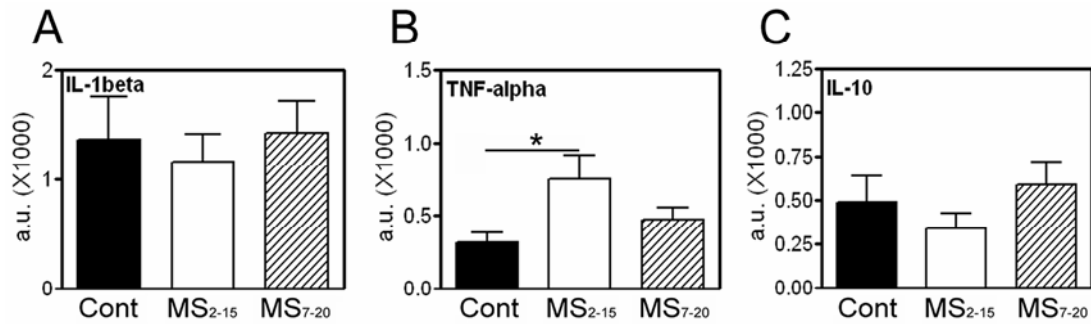 A
2
IL-1beta
1
0
a.u. (X1000)
Cont MS2-15 MS7-20
B
1.5
TNF-alpha
1.0
*
0.5
0.0
a.u. (X1000)
Cont MS2-15 MS7-20
C
1.25
IL-10
1.00
0.75
0.50
0.25
0.00
a.u. (X1000)
Cont MS2-15 MS7-20